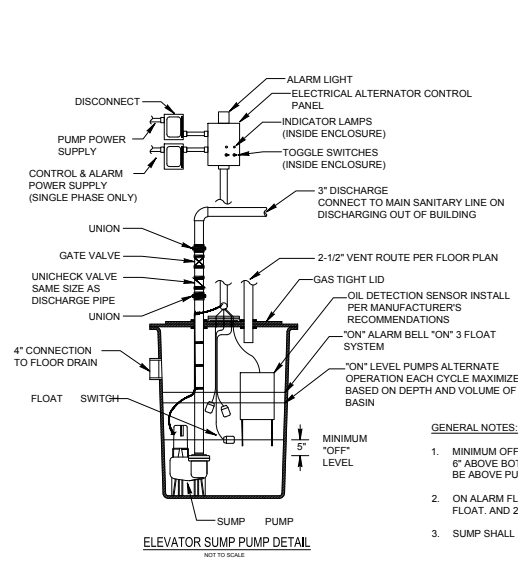 ALARM LIGHT
ELECTRICAL ALTERNATOR CONTROL
PANEL
INDICATOR LAMPS
(INSIDE ENCLOSURE)
TOGGLE SWITCHES
(INSIDE ENCLOSURE)
DISCONNECT
PUMP POWER
SUPPLY
CONTROL & ALARM
POWER SUPPLY
(SINGLE PHASE ONLY)
3" DISCHARGE
CONNECT TO MAIN SANITARY LINE ON
DISCHARGING OUT OF BUILDING
UNION
GATE VALVE
UNICHECK VALVE
SAME SIZE AS
DISCHARGE PIPE
UNION
2-1/2" VENT ROUTE PER FLOOR PLAN
GAS TIGHT LID
OIL DETECTION SENSOR INSTALL
PER MANUFACTURER'S
RECOMMENDATIONS
"ON" ALARM BELL "ON" 3 FLOAT
SYSTEM
"ON" LEVEL PUMPS ALTERNATE
OPERATION EACH CYCLE MAXIMIZE
BASED ON DEPTH AND VOLUME OF
BASIN
4" CONNECTION
TO FLOOR DRAIN
FLOAT SWITCH
5"
MINIMUM
"OFF"
LEVEL
SUMP PUMP
ELEVATOR SUMP PUMP DETAIL
NOT TO SCALE
GENERAL NOTES:
1. MINIMUM OFF
6" ABOVE BOT
BE ABOVE PU
2. ON ALARM FL
FLOAT. AND 2
3. SUMP SHALL